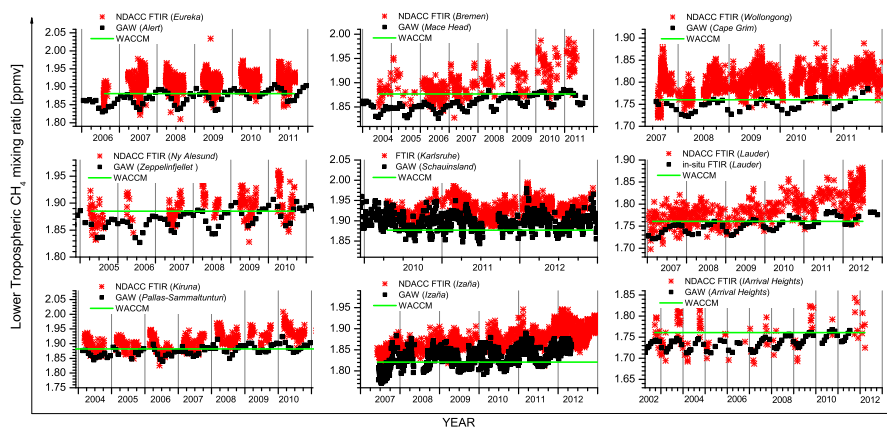 Lower Tropospheric CH4 mixing ratio [ppmv]
NDACC FTIR (Eureka)
GAW (Alert)
WACCM
2.05
2.00
1.95
1.90
1.85
1.80
2006 2007 2008 2009 2010 2011
NDACC FTIR (Bremen)
GAW (Mace Head)
WACCM
2.05
2.00
1.95
1.90
1.85
2004 2005 2006 2007 2008 2009 2010 2011
NDACC FTIR (Wollongong)
GAW (Cape Grim)
WACCM
1.90
1.85
1.80
1.75
1.70
2007 2008 2009 2010 2011
NDACC FTIR (Ny Alesund)
GAW (Zeppelinfjellet )
WACCM
1.95
1.90
1.85
1.80
2005 2006 2007 2008 2009 2010
FTIR (Karlsruhe)
GAW (Schauinsland)
WACCM
2.05
2.00
1.95
1.90
1.85
2010 2011 2012
NDACC FTIR (Lauder)
in-situ FTIR (Lauder)
WACCM
1.90
1.85
1.80
1.75
1.70
2007 2008 2009 2010 2011 2012
NDACC FTIR (Kiruna)
GAW (Pallas-Sammaltunturi)
WACCM
2.05
2.00
1.95
1.90
1.85
1.80
1.75
2004 2005 2006 2007 2008 2009 2010
NDACC FTIR (Izaña)
GAW (Izaña)
WACCM
1.95
1.90
1.85
1.80
2007 2008 2009 2010 2011 2012
NDACC FTIR (IArrival Heights)
GAW (Arrival Heights)
WACCM
1.85
1.80
1.75
1.70
1.65
2002 2004 2006 2008 2010 2012
YEAR